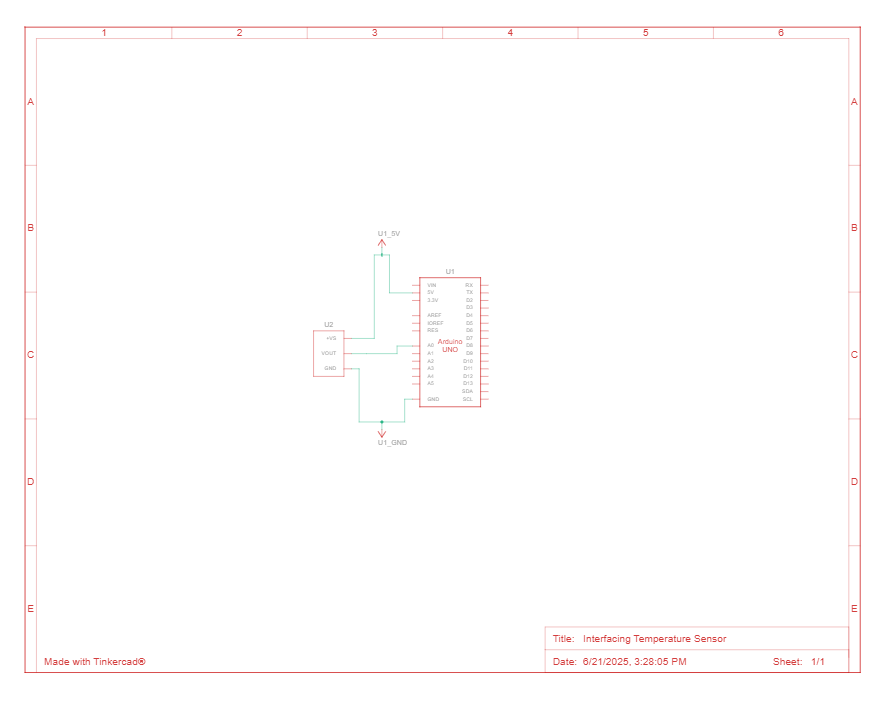 1 2 3 4 5 6
A A
B B
U1_5V
U1
VIN RX
5V TX
3.3V D2
D3
AREF D4
IOREF D5
RES D6
D7
A0 D8
A1 D9
A2 D10
A3 D11
A4 D12
A5 D13
SDA
GND SCL
Arduino
UNO
U2
+VS
VOUT
GND
C C
U1_GND
D D
E E
Title: Interfacing Temperature Sensor
Made with Tinkercad®
Date: 6/21/2025, 3:28:05 PM Sheet: 1/1